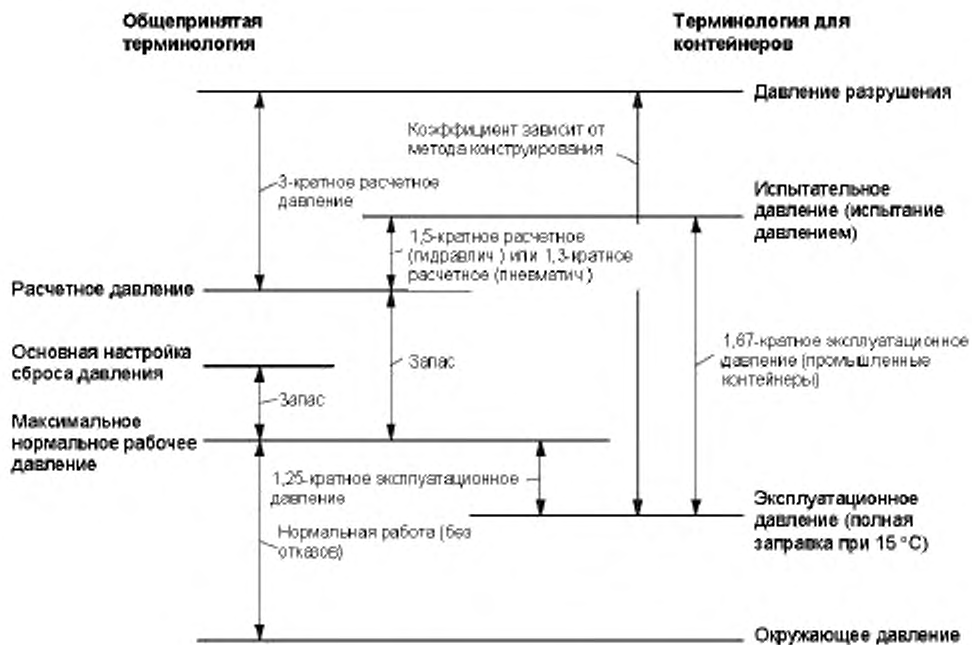 Общепринятая
терминология
Терминология для
контейнеров
Давление разрушения
Коэффициент зависит от
метода конструирования
3-кратное расчетное
давление
Испытательное
давление (испытание
давлением)
1,5-кратное расчетное
(гидравлич.) или 1,3-кратное
расчетное (пневматич.)
Расчетное давление
Основная настройка
сброса давления
Запас
1,67-кратное эксплуатационное
давление (промышленные
контейнеры)
Запас
Максимальное
нормальное рабочее
давление
1,25-кратное эксплуатационное
давление
Эксплуатационное
давление (полная
заправка при 15 °C)
Нормальная работа (без
отказов)
Окружающее давление